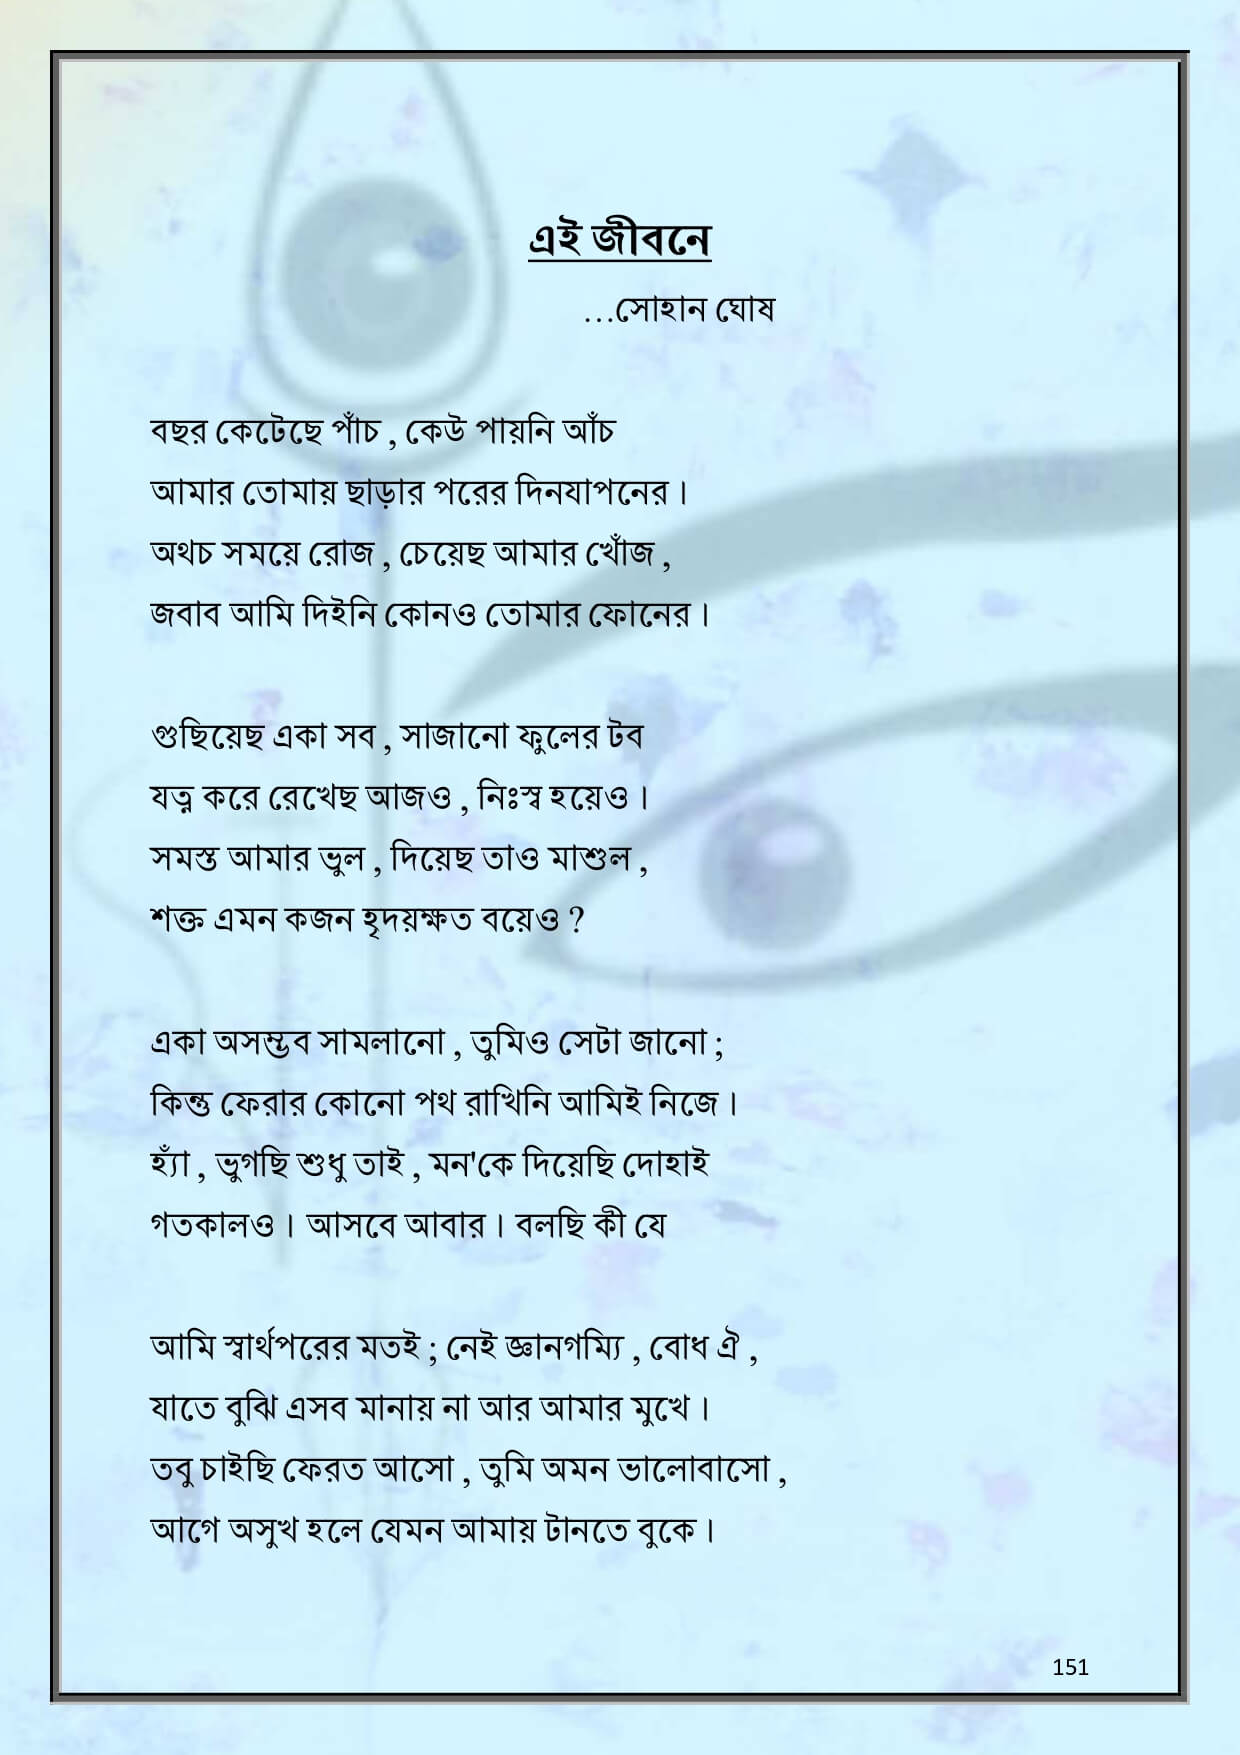 এই জীবনে
...সোহান ঘোষ
বছর কেটেছে পাঁচ , কেউ পায়নি আঁচ
আমার তোমায় ছাড়ার পরের দিনযাপনের ।
অথচ সময়ে রোজ , চেয়েছ আমার খোঁজ ,
জবাব আমি দিইনি কোনও তোমার ফোনের ।
গুছিয়েছ একা সব , সাজানো ফুলের টব
যত্ন করে রেখেছ আজও , নিঃস্ব হয়েও ।
সমস্ত আমার ভুল , দিয়েছ তাও মাশুল ,
শক্ত এমন কজন হৃদয়ক্ষত বয়েও ?
একা অসম্ভব সামলানো , তুমিও সেটা জানো ;
কিন্তু ফেরার কোনো পথ রাখিনি আমিই নিজে ।
হ্যাঁ , ভুগছি শুধু তাই , মন'কে দিয়েছি দোহাই
গতকালও । আসবে আবার । বলছি কী যে
আমি স্বার্থপরের মতই ; নেই জ্ঞানগম্যি , বোধ ঐ ,
যাতে বুঝি এসব মানায় না আর আমার মুখে ।
তবু চাইছি ফেরত আসো , তুমি অমন ভালোবাসো ,
আগে অসুখ হলে যেমন আমায় টানতে বুকে ।
151